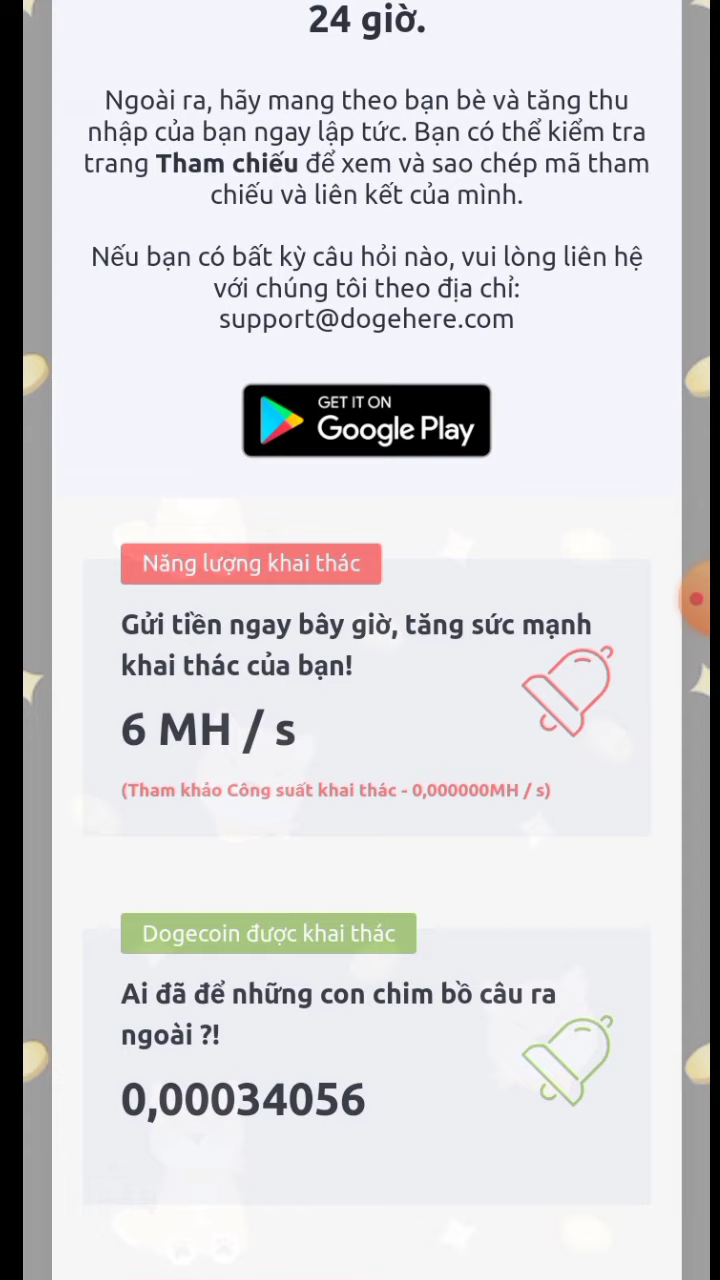 24 giờ.
Ngoài ra, hãy mang theo bạn bè và tăng thu
nhập của bạn ngay lập tức. Bạn có thể kiểm tra
trang Tham chiếu để xem và sao chép mã tham
chiếu và liên kết của mình.
Nếu bạn có bất kỳ câu hỏi nào, vui lòng liên hệ
với chúng tôi theo địa chỉ:
support@dogehere.com
GET IT ON
Google Play
Năng lượng khai thác
Gửi tiền ngay bây giờ, tăng sức mạnh
khai thác của bạn!
6 MH / s
(Tham khảo Công suất khai thác - 0,000000MH / s)
Dogecoin được khai thác
Ai đã để những con chim bồ câu ra
ngoài ?!
0,00034056